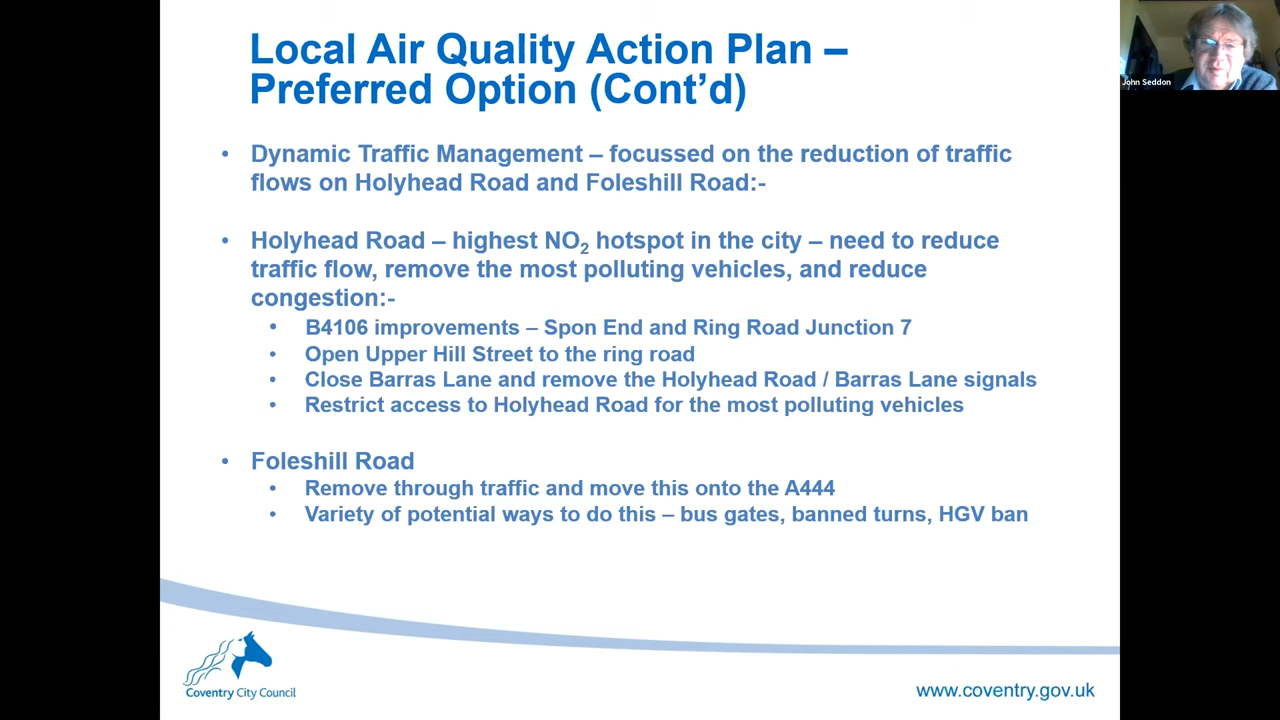 Local Air Quality Action Plan –
Preferred Option (Cont’d)
John Seddon
• Dynamic Traffic Management – focussed on the reduction of traffic
flows on Holyhead Road and Foleshill Road:-
• Holyhead Road – highest NO₂ hotspot in the city – need to reduce
traffic flow, remove the most polluting vehicles, and reduce
congestion:-
• B4106 improvements – Spon End and Ring Road Junction 7
• Open Upper Hill Street to the ring road
• Close Barras Lane and remove the Holyhead Road / Barras Lane signals
• Restrict access to Holyhead Road for the most polluting vehicles
• Foleshill Road
• Remove through traffic and move this onto the A444
• Variety of potential ways to do this – bus gates, banned turns, HGV ban
Coventry City Council
www.coventry.gov.uk